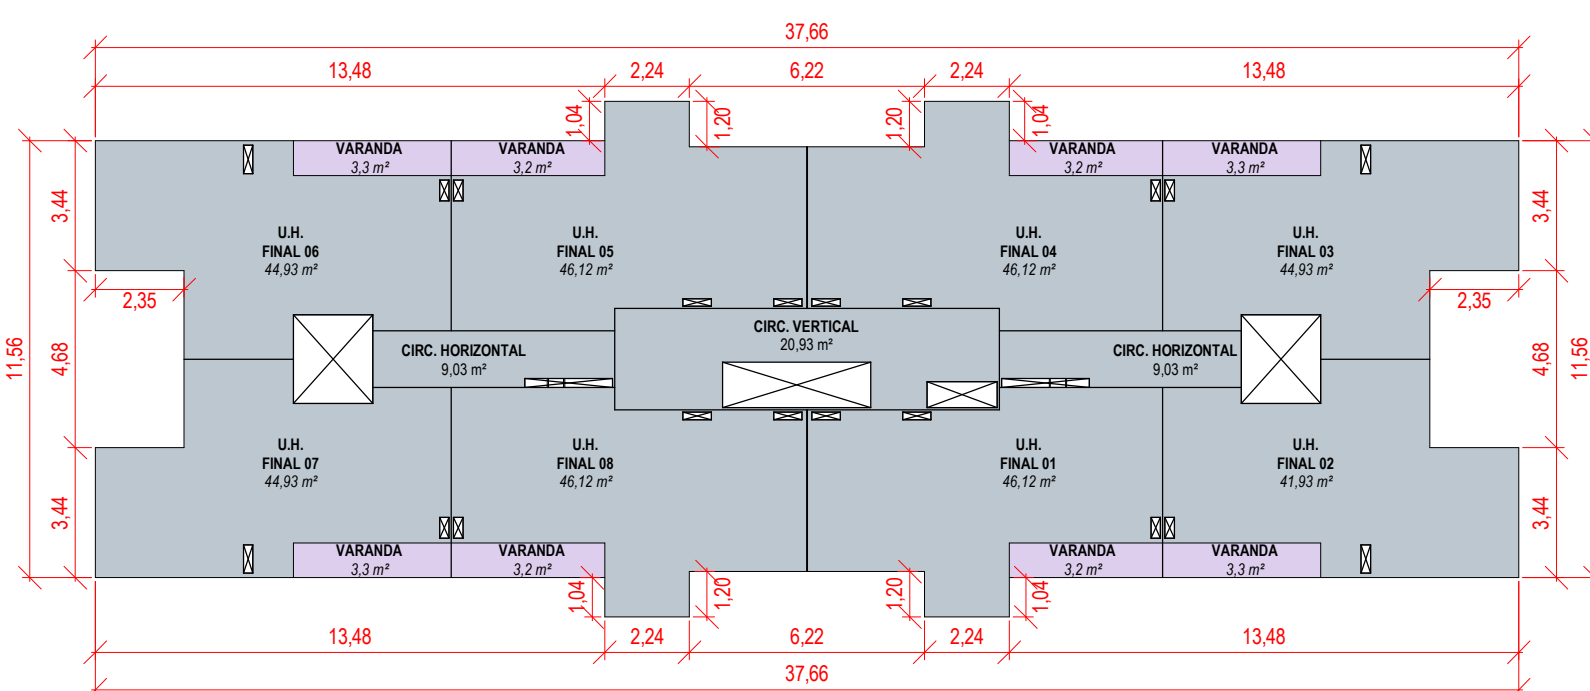 37,66
13,48
2,24
6,22
2,24
13,48
1,04
1,20
1,20
1,04
VARANDA
3,3 m²
VARANDA
3,2 m²
VARANDA
3,2 m²
VARANDA
3,3 m²
3,44
3,44
U.H.
FINAL 06
44,93 m²
U.H.
FINAL 05
46,12 m²
U.H.
FINAL 04
46,12 m²
U.H.
FINAL 03
44,93 m²
2,35
2,35
11,56
4,68
CIRC. HORIZONTAL
9,03 m²
CIRC. VERTICAL
20,93 m²
CIRC. HORIZONTAL
9,03 m²
4,68
11,56
U.H.
FINAL 07
44,93 m²
U.H.
FINAL 08
46,12 m²
U.H.
FINAL 01
46,12 m²
U.H.
FINAL 02
41,93 m²
3,44
3,44
VARANDA
3,3 m²
VARANDA
3,2 m²
VARANDA
3,2 m²
VARANDA
3,3 m²
1,04
1,20
1,20
1,04
13,48
2,24
6,22
2,24
13,48
37,66